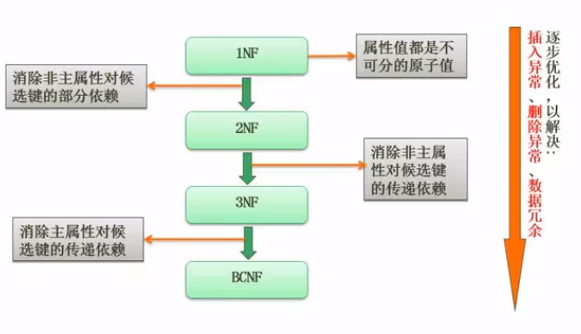 1NF
属性值都是不
可分的原子值
消除非主属性对候
选键的部分依赖
2NF
消除非主属
性对候选键
的传递依赖
3NF
消除主属性对候
选键的传递依赖
BCNF
逐步优化，以解决：
插入异常、删除异常、数据冗余